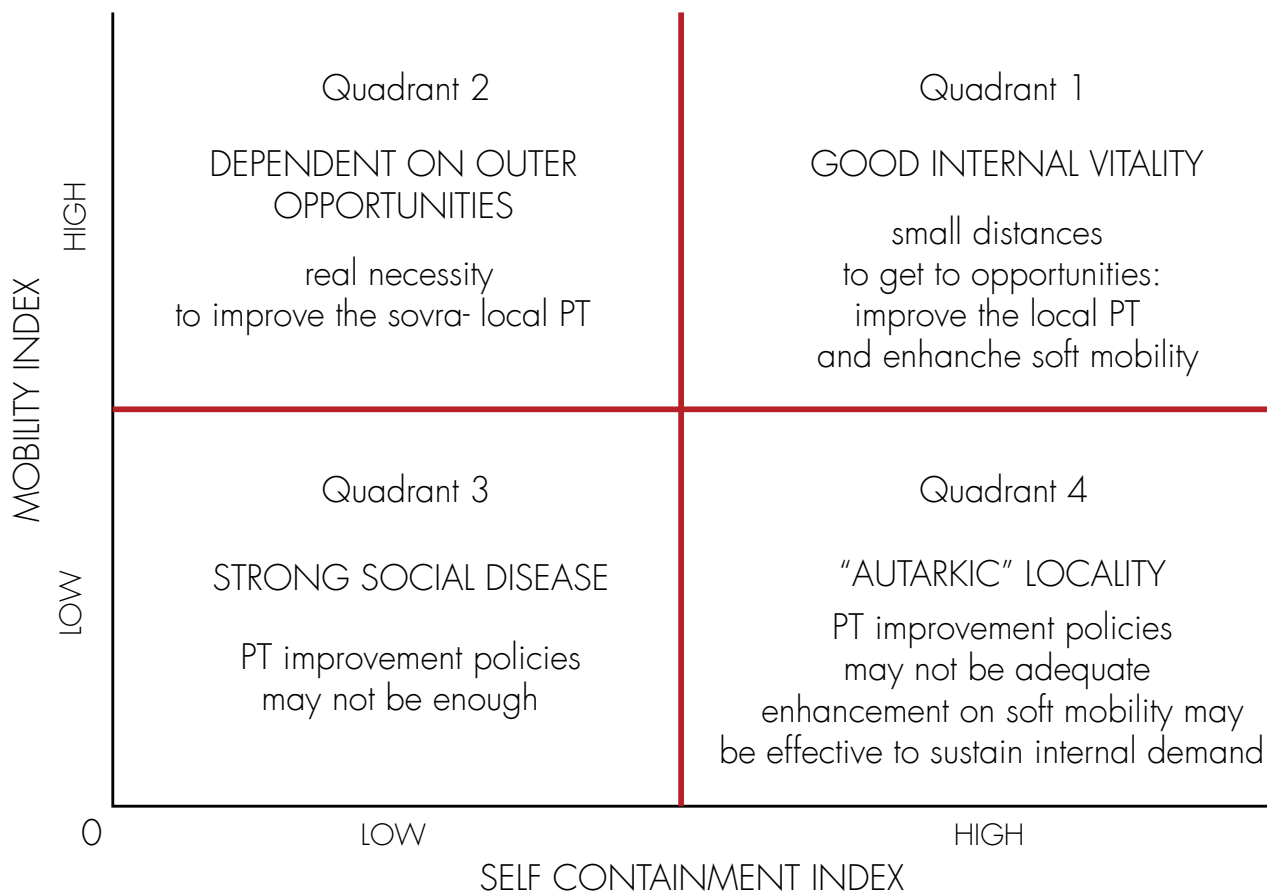 Quadrant 2
DEPENDENT ON OUTER
OPPORTUNITIES
real necessity
to improve the sovra- local PT
Quadrant 1
GOOD INTERNAL VITALITY
small distances
to get to opportunities:
improve the local PT
and enhanche soft mobility
HIGH
MOBILITY INDEX
LOW
Quadrant 3
STRONG SOCIAL DISEASE
PT improvement policies
may not be enough
Quadrant 4
“AUTARKIC” LOCALITY
PT improvement policies
may not be adequate
enhancement on soft mobility may
be effective to sustain internal demand
0
LOW
HIGH
SELF CONTAINMENT INDEX